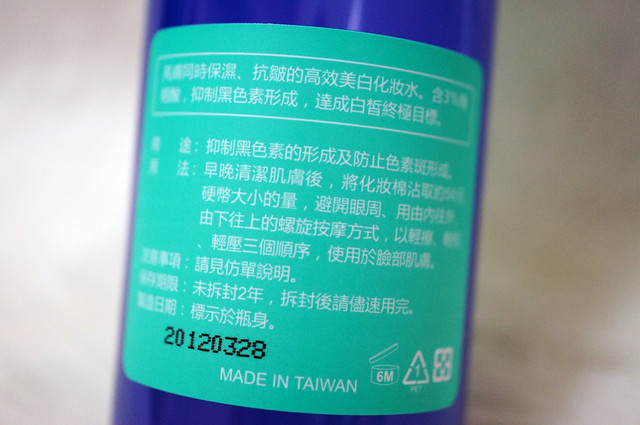 肌膚同時保濕、抗皺的高效美白化妝水。含3%傳
明酸,抑制黑色素形成,達成白皙終極目標。
用 途:抑制黑色素的形成及防止色素斑形成。
用 法:早晚清潔肌膚後,將化妝棉沾取約50元
硬幣大小的量,避開眼周、用由內往外、
由下往上的螺旋按摩方式,以輕擦、輕
、輕壓三個順序,使用於臉部肌膚。
注意事項:請見仿單說明。
保存期限:未拆封2年,拆封後請儘速用完。
製造日期:標示於瓶身。
20120328
MADE IN TAIWAN
6M
1
PET